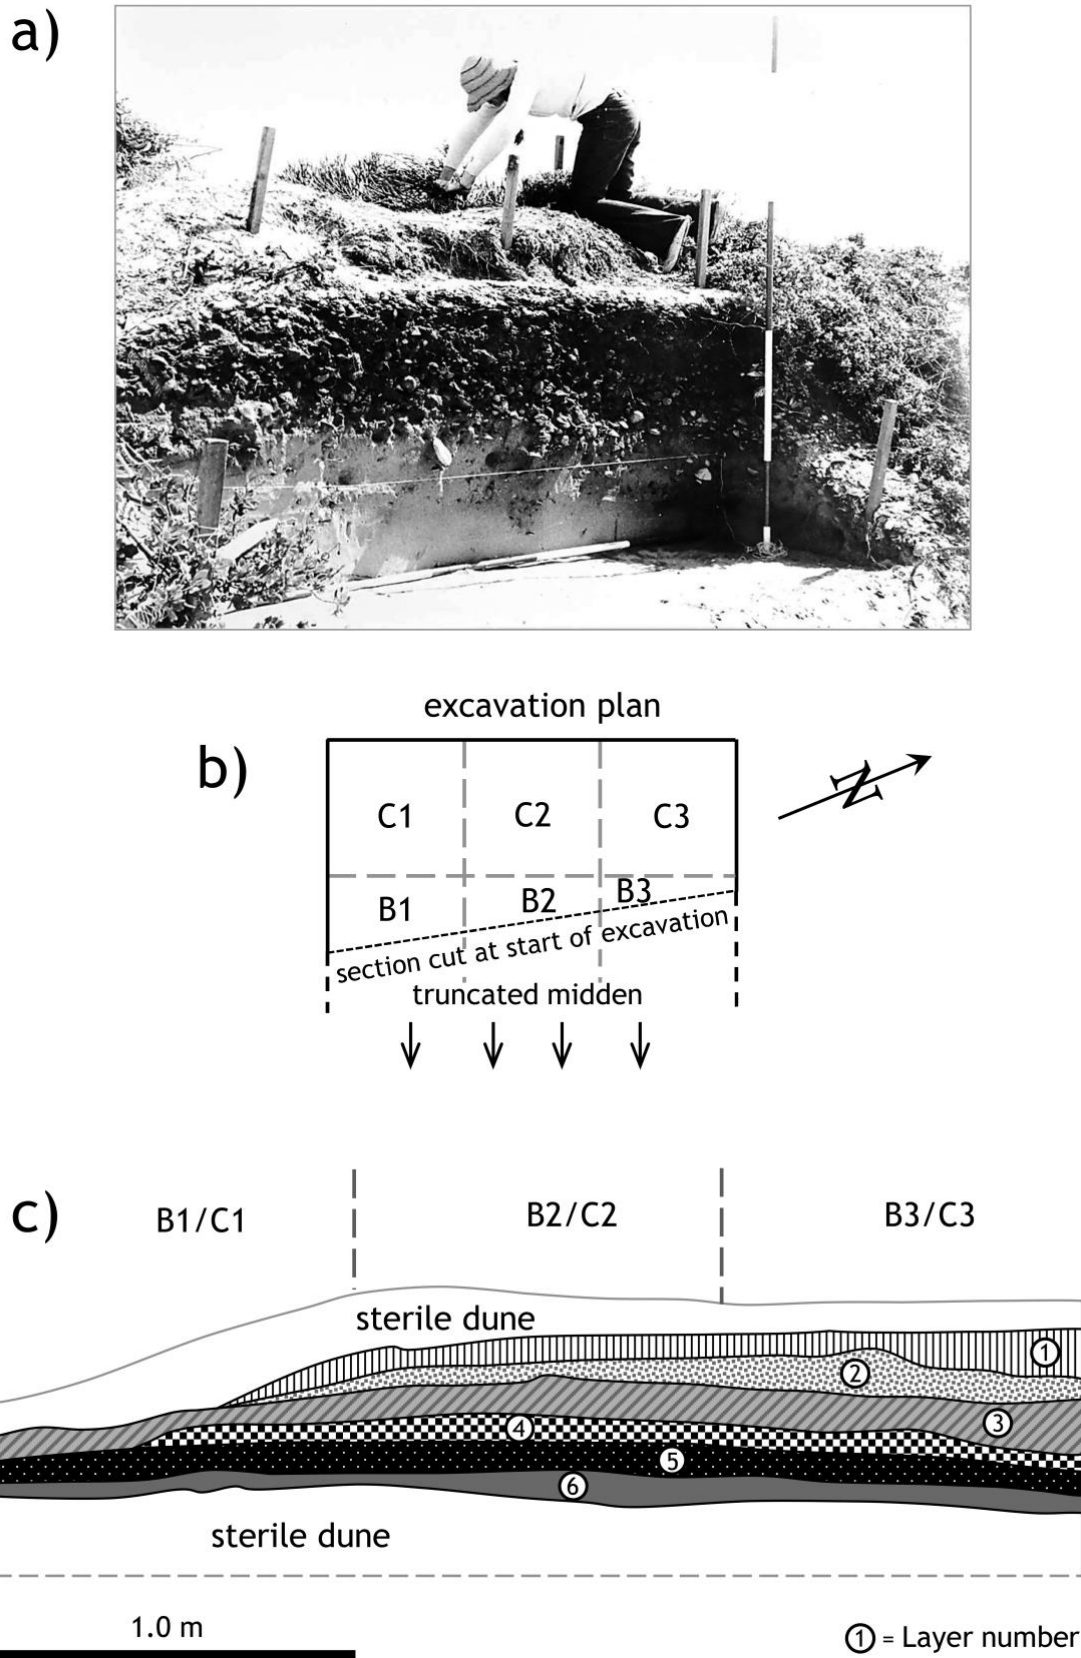 a)
excavation plan
b)
C1 C2 C3
N
B1 B2 B3
section cut at start of excavation
truncated midden
c)
B1/C1 B2/C2 B3/C3
sterile dune
1
2
3
4
5
6
sterile dune
1.0 m
1 = Layer number